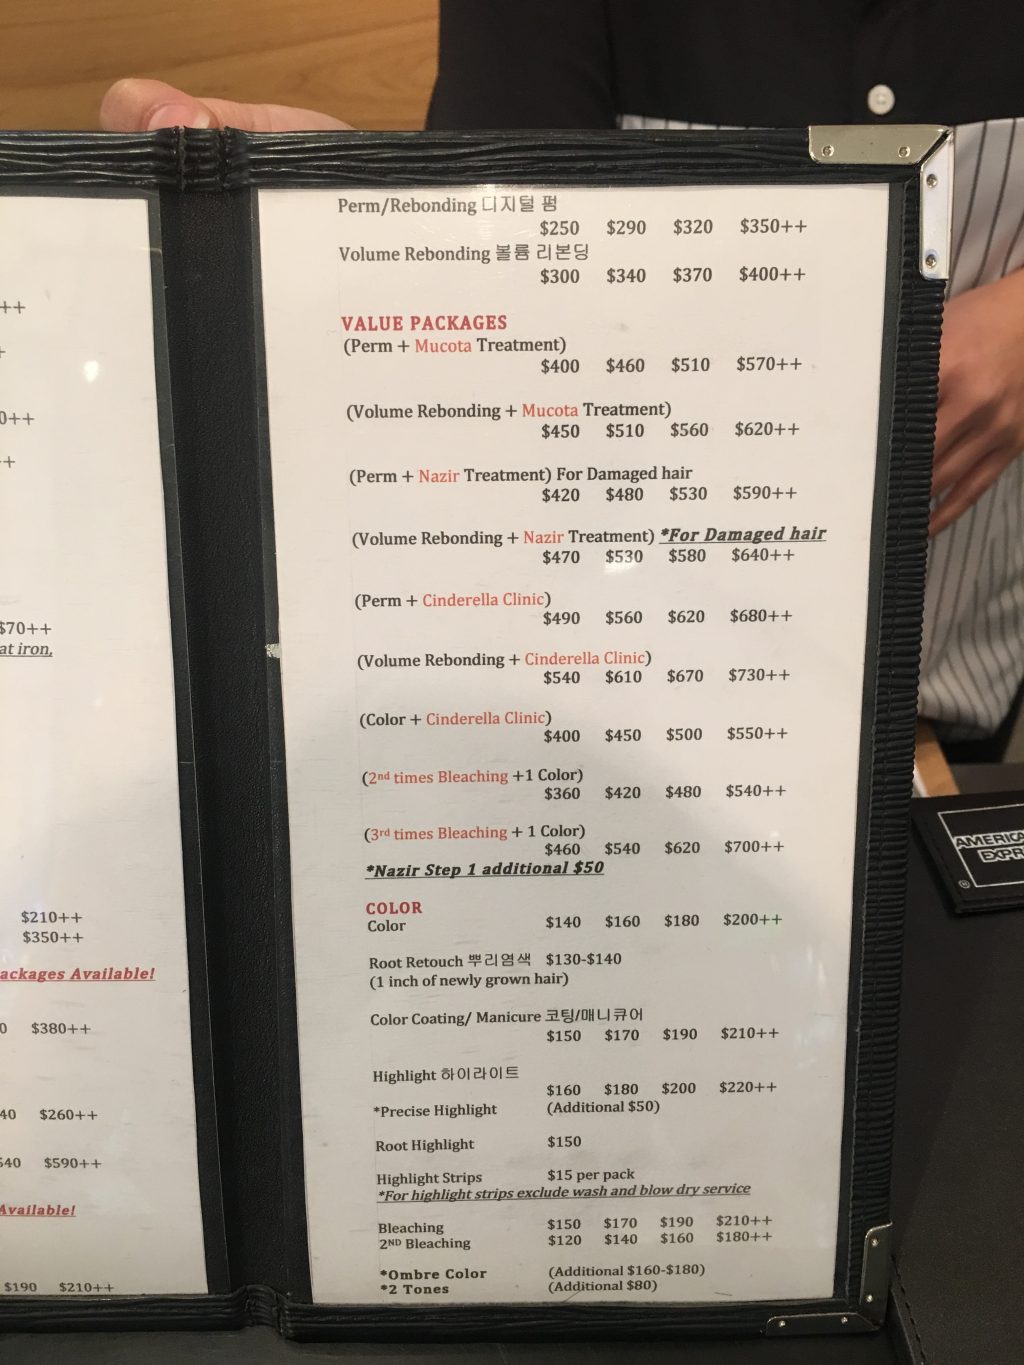 ++
0++
$70++
at iron,
$210++
$350++
ackages Available!
0 $380++
40 $260++
$590++
Available!
$190 $210++
Perm/Rebonding 디지털 펌
$250 $290 $320 $350++
Volume Rebonding 볼륨 리본딩
$300 $340 $370 $400++
VALUE PACKAGES
(Perm + Mucota Treatment)
$400 $460 $510 $570++
(Volume Rebonding + Mucota Treatment)
$450 $510 $560 $620++
(Perm + Nazir Treatment) For Damaged hair
$420 $480 $530 $590++
(Volume Rebonding + Nazir Treatment) *For Damaged hair
$470 $530 $580 $640++
(Perm + Cinderella Clinic)
$490 $560 $620 $680++
(Volume Rebonding + Cinderella Clinic)
$540 $610 $670 $730++
(Color + Cinderella Clinic)
$400 $450 $500 $550++
(2nd times Bleaching +1 Color)
$360 $420 $480 $540++
(3rd times Bleaching + 1 Color)
$460 $540 $620 $700++
*Nazir Step 1 additional $50
COLOR
Color $140 $160 $180 $200++
Root Retouch 뿌리염색 $130-$140
(1 inch of newly grown hair)
Color Coating/ Manicure 코팅/매니큐어
$150 $170 $190 $210++
Highlight 하이라이트
$160 $180 $200 $220++
*Precise Highlight (Additional $50)
Root Highlight $150
Highlight Strips $15 per pack
*For highlight strips exclude wash and blow dry service
Bleaching $150 $170 $190 $210++
2ND Bleaching $120 $140 $160 $180++
*Ombre Color (Additional $160-$180)
*2 Tones (Additional $80)
AMERICA
EXPR